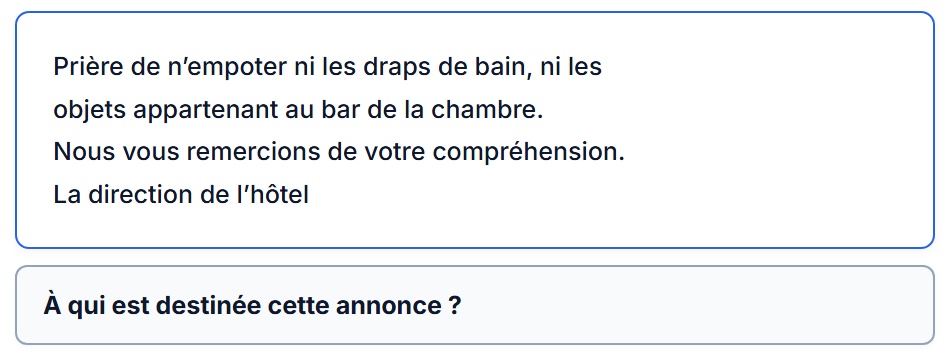 Prière de n’empoter ni les draps de bain, ni les
objets appartenant au bar de la chambre.
Nous vous remercions de votre compréhension.
La direction de l’hôtel
À qui est destinée cette annonce ?